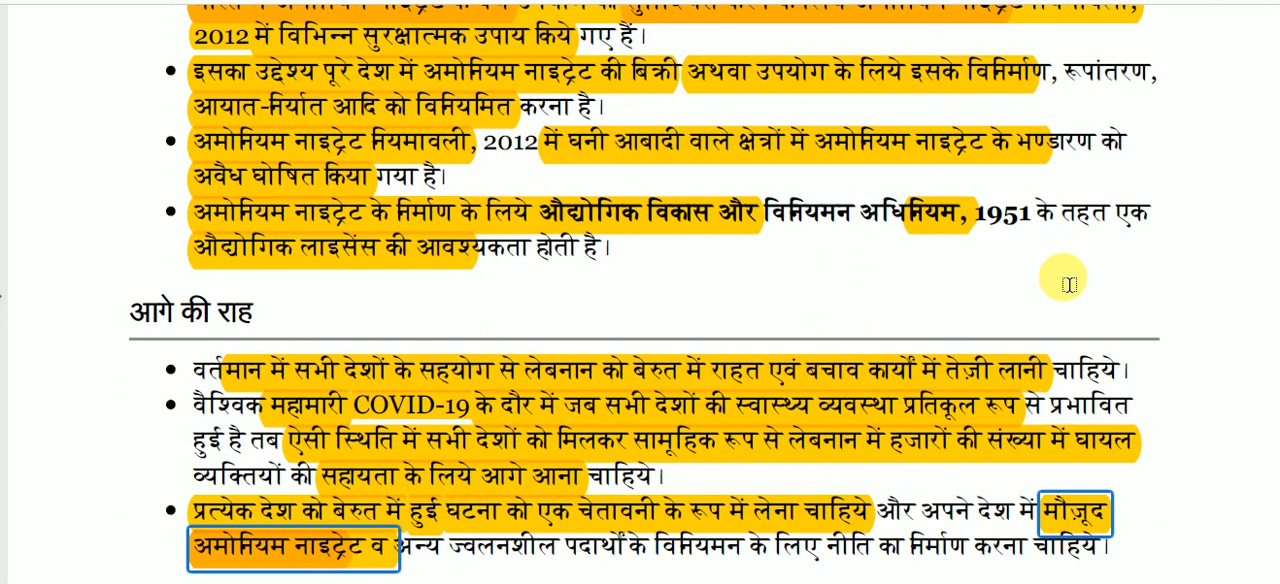 2012 में विभिन्न सुरक्षात्मक उपाय किये गए हैं।
इसका उद्देश्य पूरे देश में अमोनियम नाइट्रेट की बिक्री अथवा उपयोग के लिये इसके विनिर्माण, रूपांतरण,
आयात-निर्यात आदि को विनियमित करना है।
अमोनियम नाइट्रेट नियमावली, 2012 में घनी आबादी वाले क्षेत्रों में अमोनियम नाइट्रेट के भण्डारण को
अवैध घोषित किया गया है।
अमोनियम नाइट्रेट के निर्माण के लिये औद्योगिक विकास और विनियमन अधिनियम, 1951 के तहत एक
औद्योगिक लाइसेंस की आवश्यकता होती है।
आगे की राह
वर्तमान में सभी देशों के सहयोग से लेबनान को बेरुत में राहत एवं बचाव कार्यों में तेज़ी लानी चाहिये।
वैश्विक महामारी COVID-19 के दौर में जब सभी देशों की स्वास्थ्य व्यवस्था प्रतिकूल रूप से प्रभावित
हुई है तब ऐसी स्थिति में सभी देशों को मिलकर सामूहिक रूप से लेबनान में हजारों की संख्या में घायल
व्यक्तियों की सहायता के लिये आगे आना चाहिये।
प्रत्येक देश को बेरुत में हुई घटना को एक चेतावनी के रूप में लेना चाहिये और अपने देश में मौज़ूद
अमोनियम नाइट्रेट व अन्य ज्वलनशील पदार्थों के विनियमन के लिए नीति का निर्माण करना चाहिये।